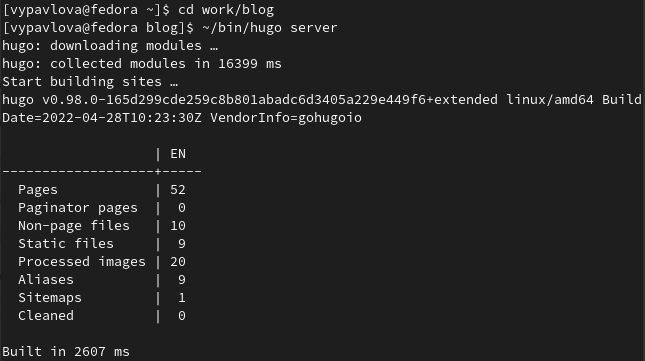 [vypavlova@fedora ~]$ cd work/blog
[vypavlova@fedora blog]$ ~/bin/hugo server
hugo: downloading modules …
hugo: collected modules in 16399 ms
Start building sites …
hugo v0.98.0-165d299cde259c8b801abadc6d3405a229e449f6+extended linux/amd64 Build
Date=2022-04-28T10:23:30Z VendorInfo=gohugoio
                   | EN
-------------------+-----
  Pages            | 52
  Paginator pages  |  0
  Non-page files   | 10
  Static files     |  9
  Processed images | 20
  Aliases          |  9
  Sitemaps         |  1
  Cleaned          |  0
Built in 2607 ms